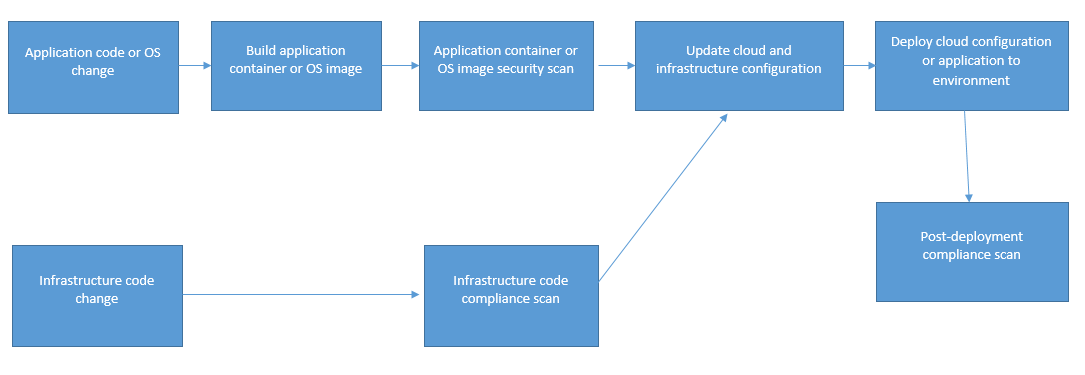 Application code or OS
change
Build application
container or OS image
Application container or
OS image security scan
Update cloud and
infrastructure configuration
Deploy cloud configuration
or application to
environment
Infrastructure code
change
Infrastructure code
compliance scan
Post-deployment
compliance scan